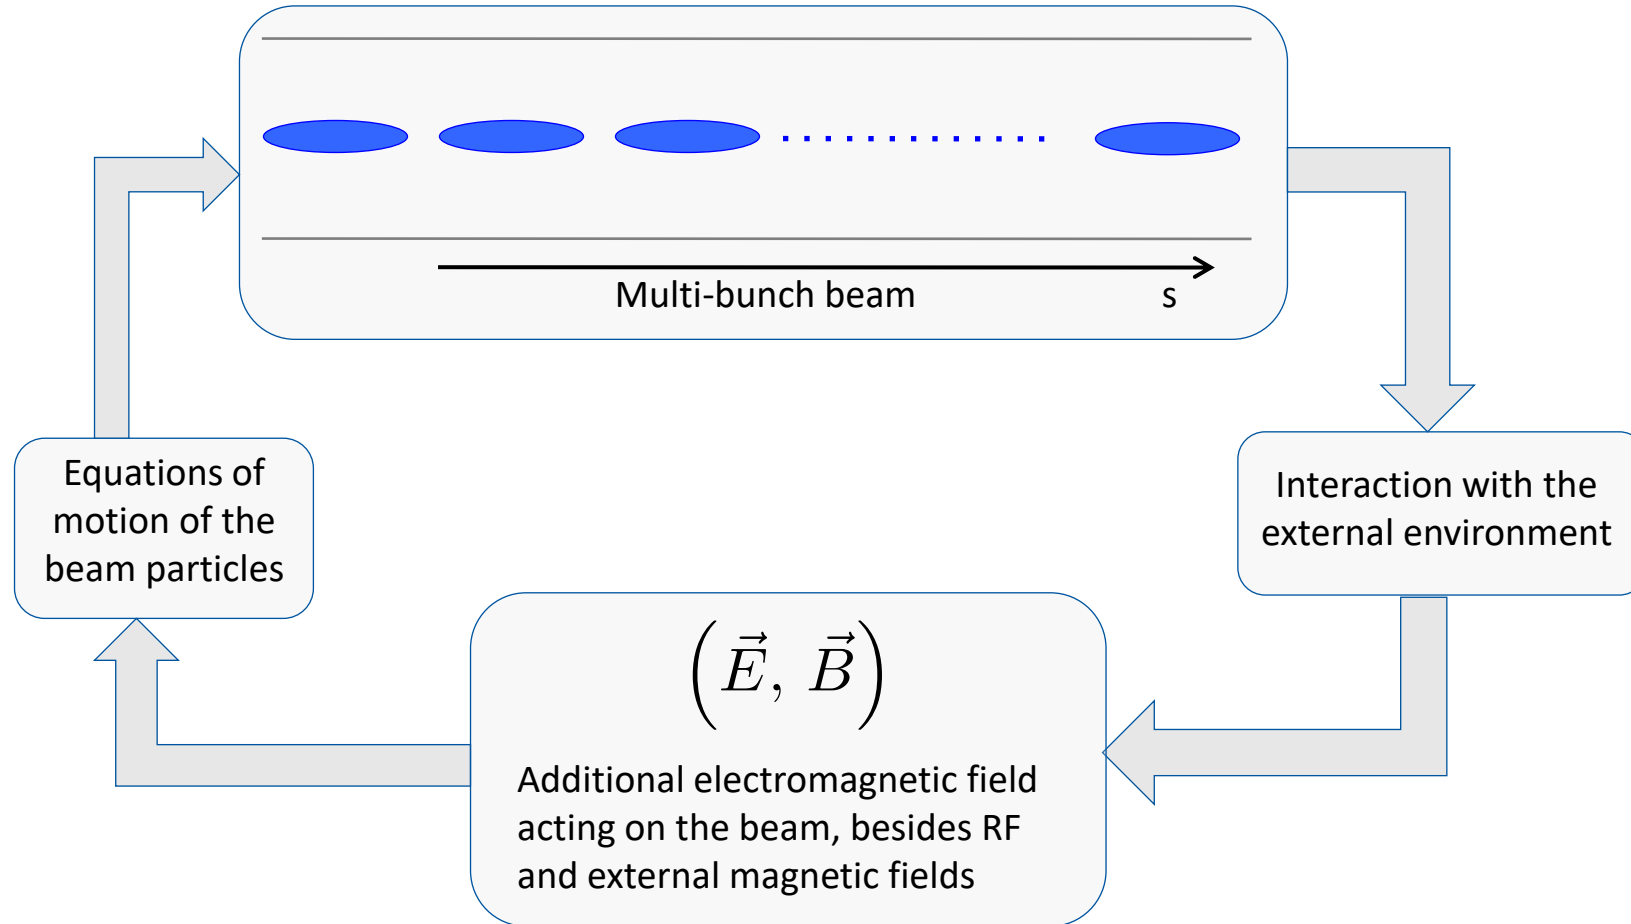 Multi-bunch beam s
Equations of
motion of the
beam particles
Interaction with the
external environment
(E⃗, B⃗)
Additional electromagnetic field
acting on the beam, besides RF
and external magnetic fields